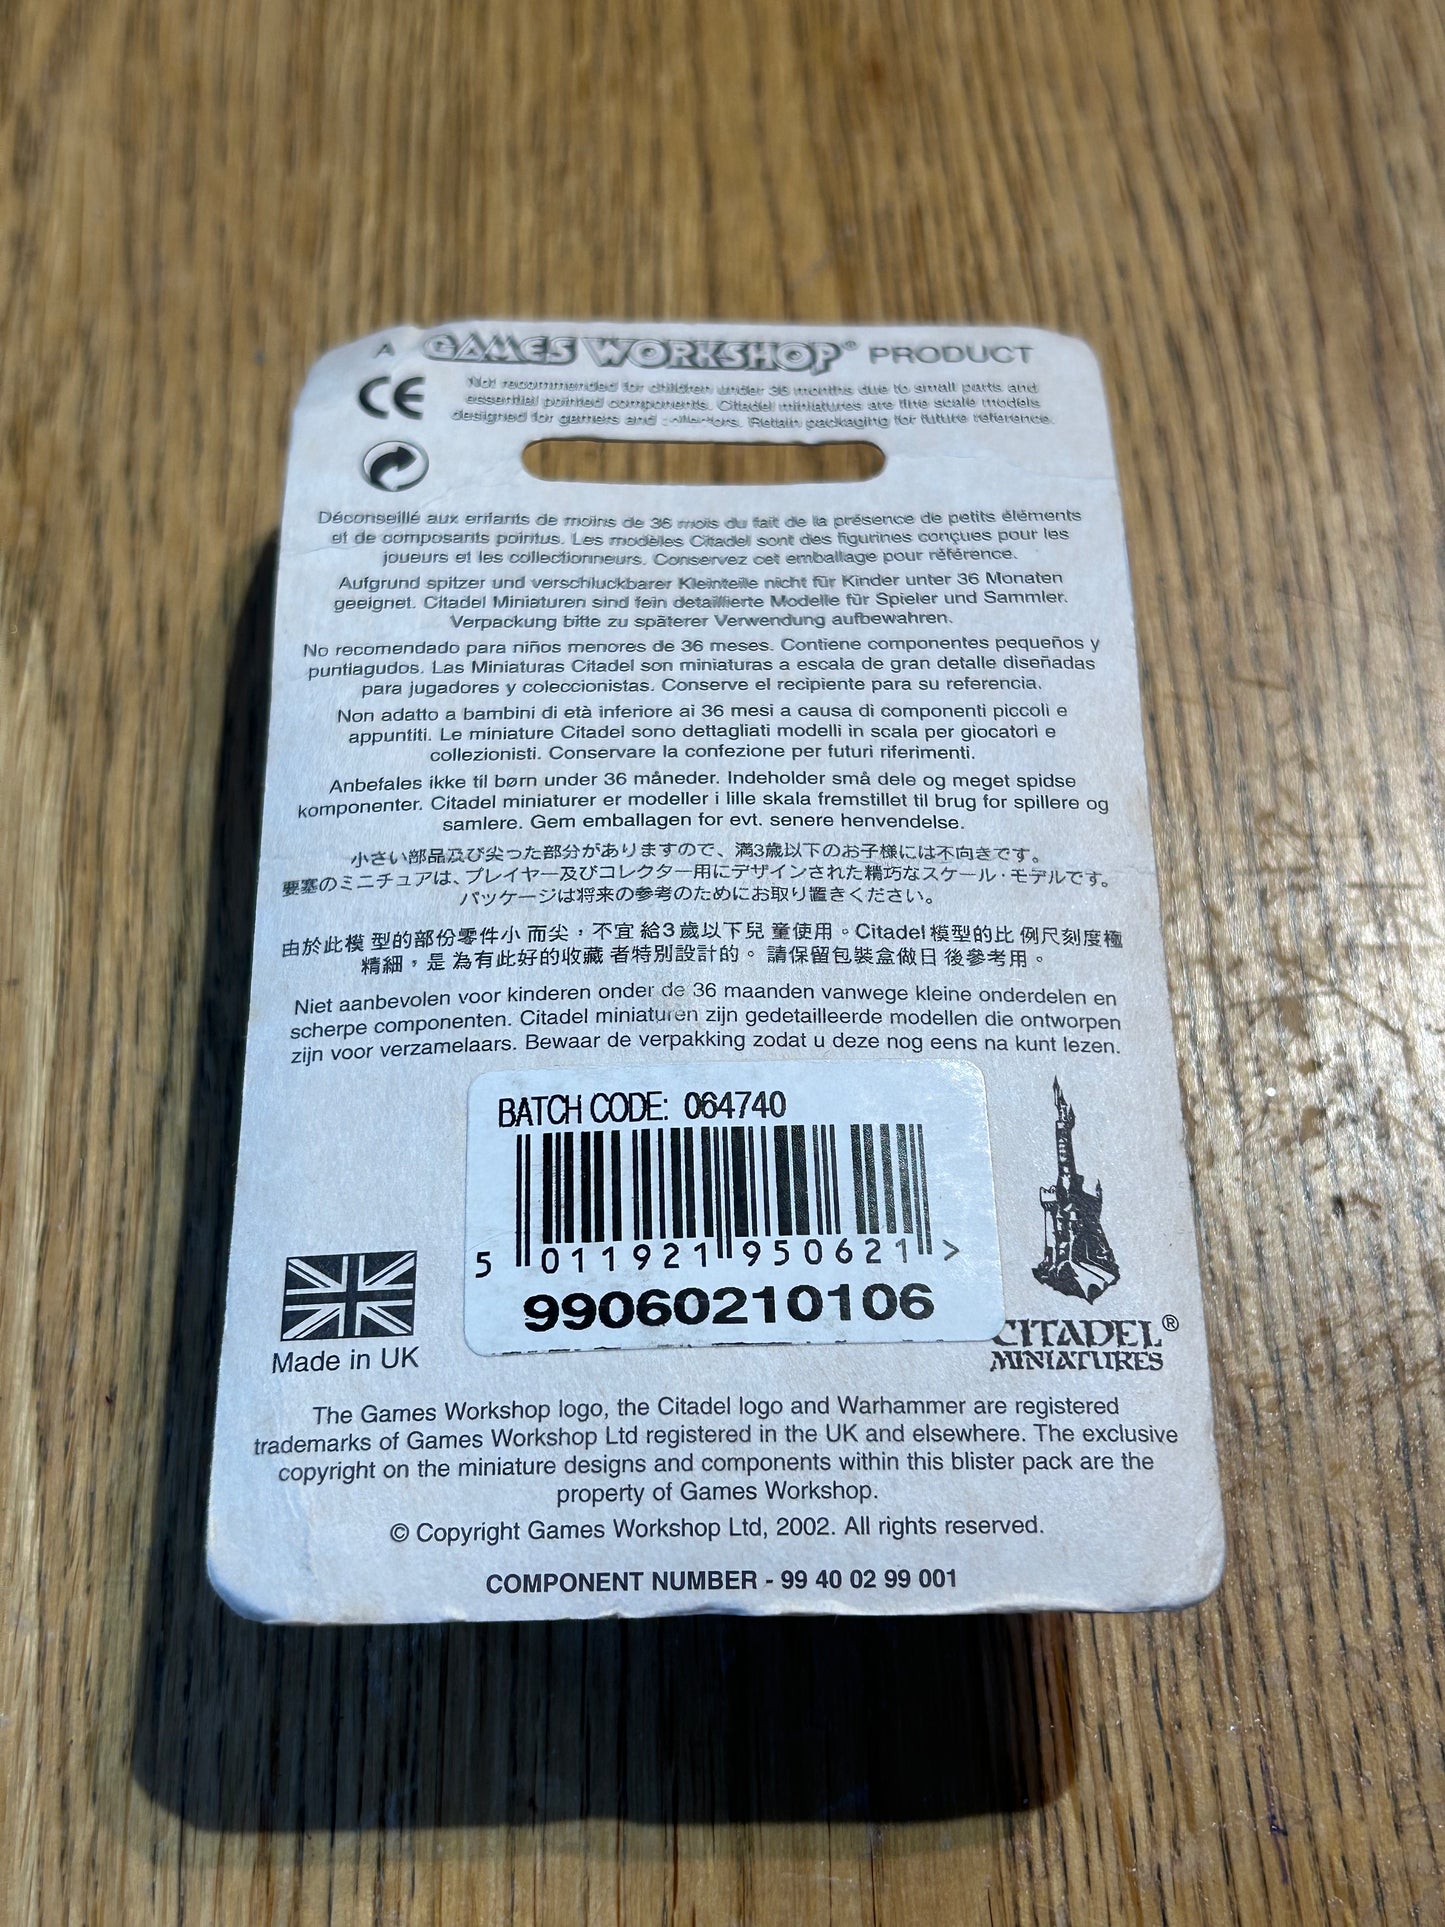 A GAMES WORKSHOP® PRODUCT
CE
Not recommended for children under 36 months due to small parts and
essential pointed components. Citadel miniatures are fine scale models
designed for gamers and collectors. Retain packaging for future reference.
Déconseillé aux enfants de moins de 36 mois du fait de la présence de petits éléments
et de composants pointus. Les modèles Citadel sont des figurines conçues pour les
joueurs et les collectionneurs. Conservez cet emballage pour référence.
Aufgrund spitzer und verschluckbarer Kleinteile nicht für Kinder unter 36 Monaten
geeignet. Citadel Miniaturen sind fein detaillierte Modelle für Spieler und Sammler.
Verpackung bitte zu späterer Verwendung aufbewahren.
No recomendado para niños menores de 36 meses. Contiene componentes pequeños y
puntiagudos. Las Miniaturas Citadel son miniaturas a escala de gran detalle diseñadas
para jugadores y coleccionistas. Conserve el recipiente para su referencia.
Non adatto a bambini di età inferiore ai 36 mesi a causa di componenti piccoli e
appuntiti. Le miniature Citadel sono dettagliati modelli in scala per giocatori e
collezionisti. Conservare la confezione per futuri riferimenti.
Anbefales ikke til børn under 36 måneder. Indeholder små dele og meget spidse
komponenter. Citadel miniaturer er modeller i lille skala fremstillet til brug for spillere og
samlere. Gem emballagen for evt. senere henvendelse.
小さい部品及び尖った部分がありますので、満3歳以下のお子様には不向きです。
要塞のミニチュアは、プレイヤー及びコレクター用にデザインされた精巧なスケール・モデルです。
パッケージは将来の参考のためにお取り置きください。
由於此模 型的部份零件小 而尖，不宜 給3歲以下兒 童使用。Citadel模型的比 例尺刻度極
精細，是 為有此好的收藏 者特別設計的。 請保留包裝盒做日 後參考用。
Niet aanbevolen voor kinderen onder de 36 maanden vanwege kleine onderdelen en
scherpe componenten. Citadel miniaturen zijn gedetailleerde modellen die ontworpen
zijn voor verzamelaars. Bewaar de verpakking zodat u deze nog eens na kunt lezen.
BATCH CODE: 064740
5 011921 950621 >
99060210106
Made in UK
CITADEL®
MINIATURES
The Games Workshop logo, the Citadel logo and Warhammer are registered
trademarks of Games Workshop Ltd registered in the UK and elsewhere. The exclusive
copyright on the miniature designs and components within this blister pack are the
property of Games Workshop.
© Copyright Games Workshop Ltd, 2002. All rights reserved.
COMPONENT NUMBER - 99 40 02 99 001